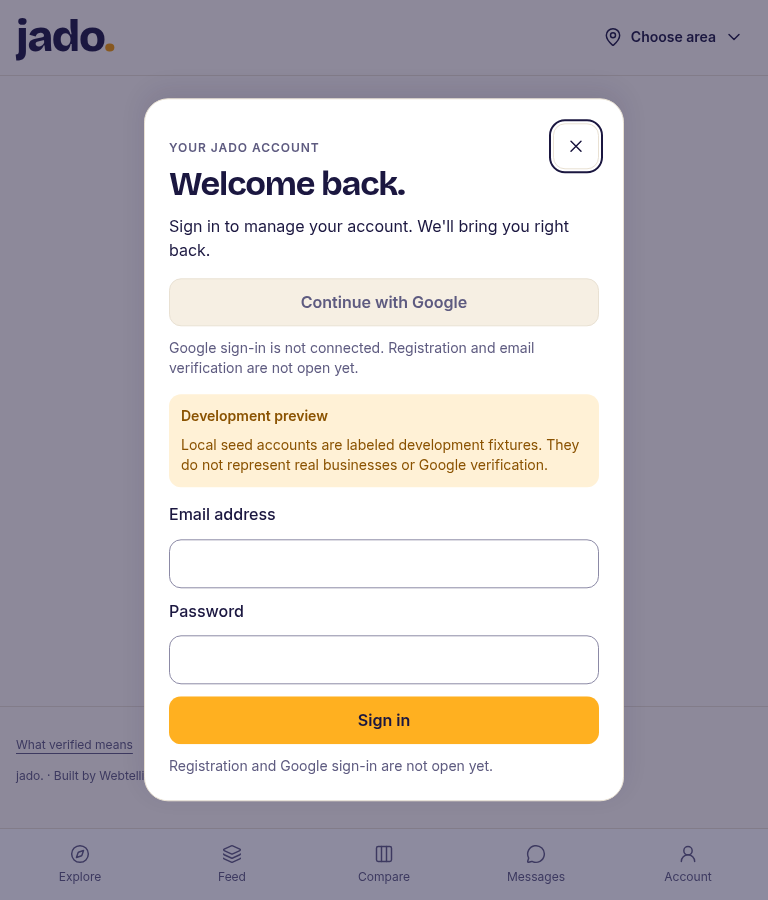 jado.
Choose area
YOUR JADO ACCOUNT
Welcome back.
Sign in to manage your account. We'll bring you right
back.
Continue with Google
Google sign-in is not connected. Registration and email
verification are not open yet.
Development preview
Local seed accounts are labeled development fixtures. They
do not represent real businesses or Google verification.
Email address
Password
Sign in
Registration and Google sign-in are not open yet.
What verified means
jado. · Built by
Explore
Feed
Compare
Messages
Account